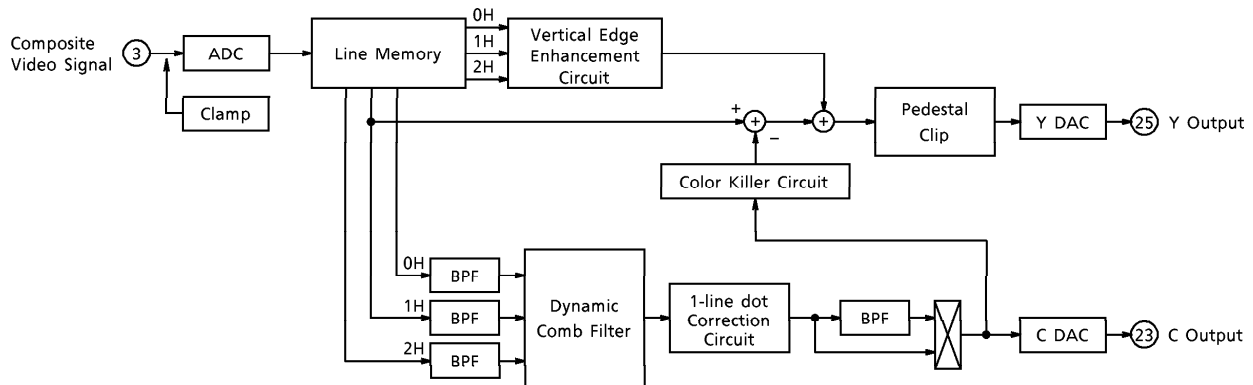 Composite
Video Signal
3
ADC
Clamp
Line Memory
0H
1H
2H
Vertical Edge
Enhancement
Circuit
+
+
+
−
Pedestal
Clip
Y DAC
25
Y Output
Color Killer Circuit
0H
BPF
1H
BPF
2H
BPF
Dynamic
Comb Filter
1-line dot
Correction
Circuit
BPF
C DAC
23
C Output